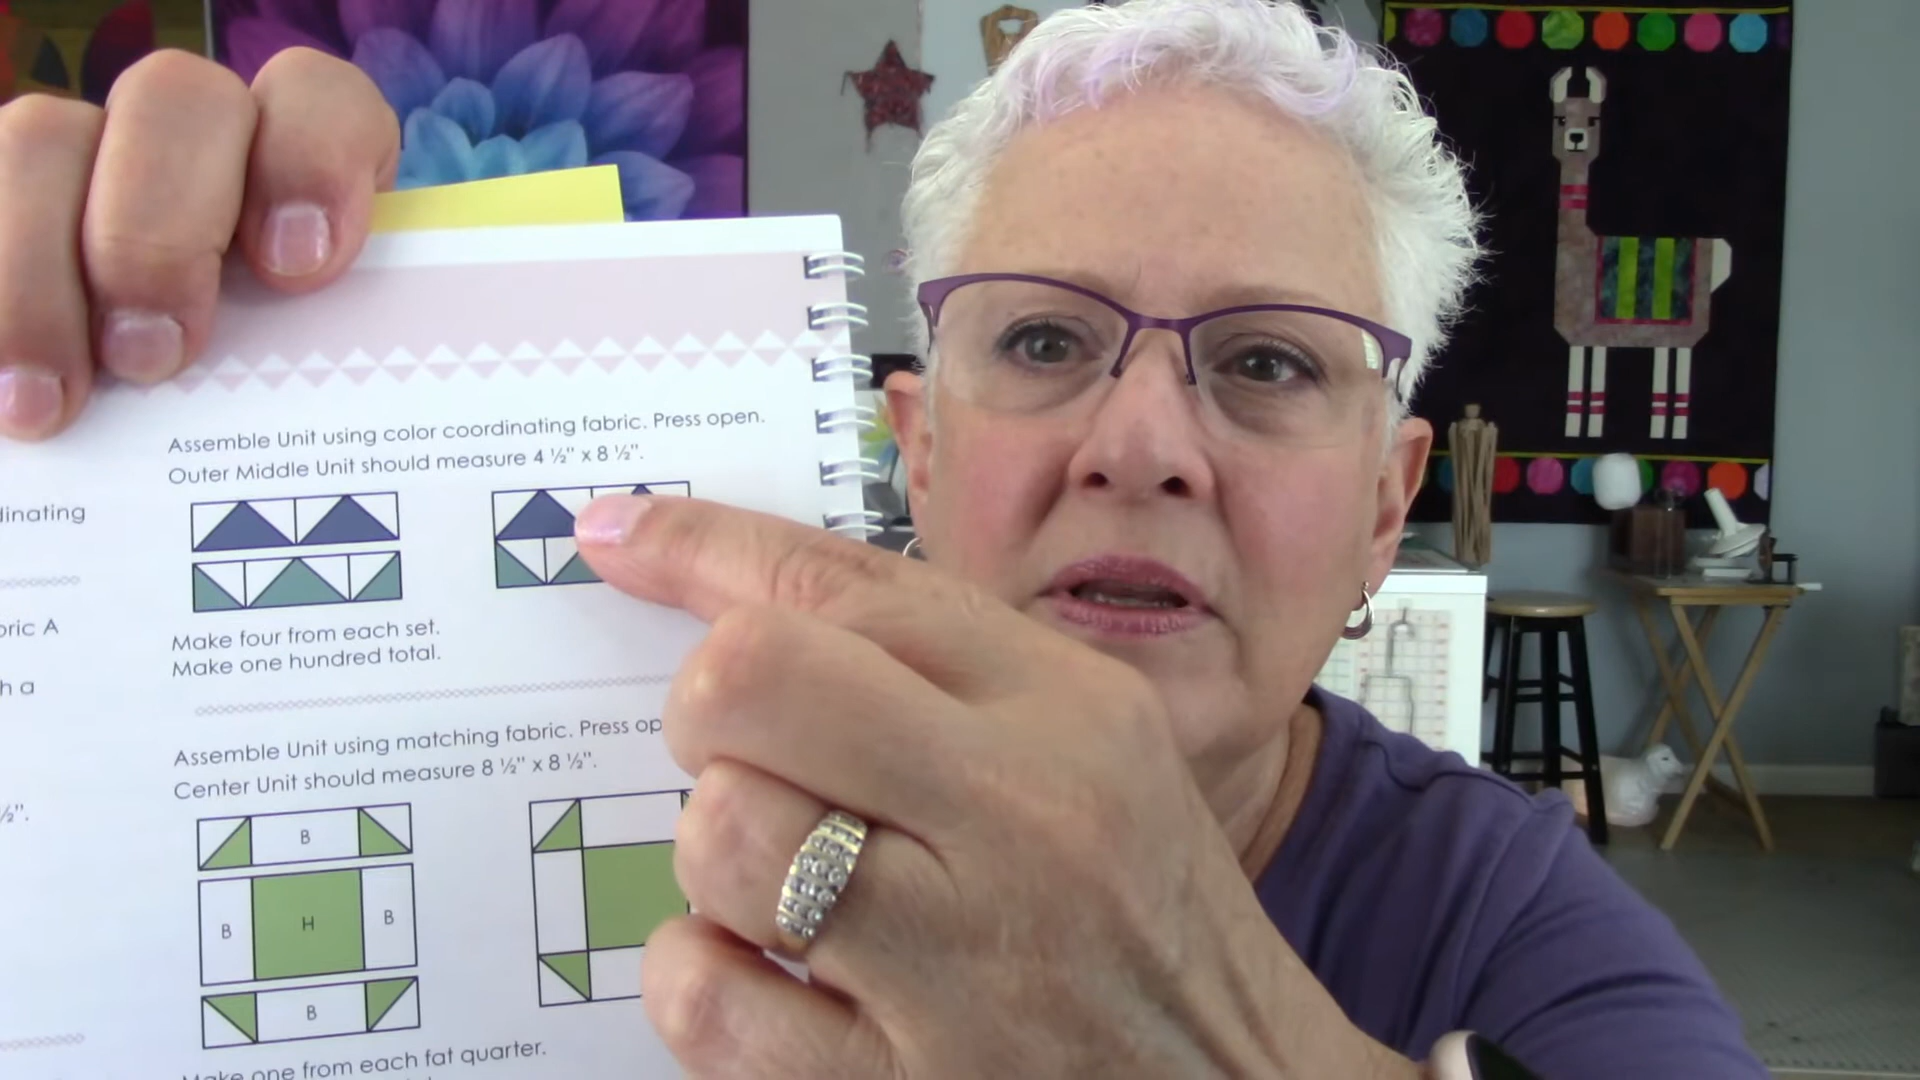 Assemble Unit using color coordinating fabric. Press open.
Outer Middle Unit should measure 4 ½" x 8 ½".
Make four from each set.
Make one hundred total.
Assemble Unit using matching fabric. Press op
Center Unit should measure 8 ½" x 8 ½".
B
B H B
B
Make one from each fat quarter.
dinating
bric A
h a
½".